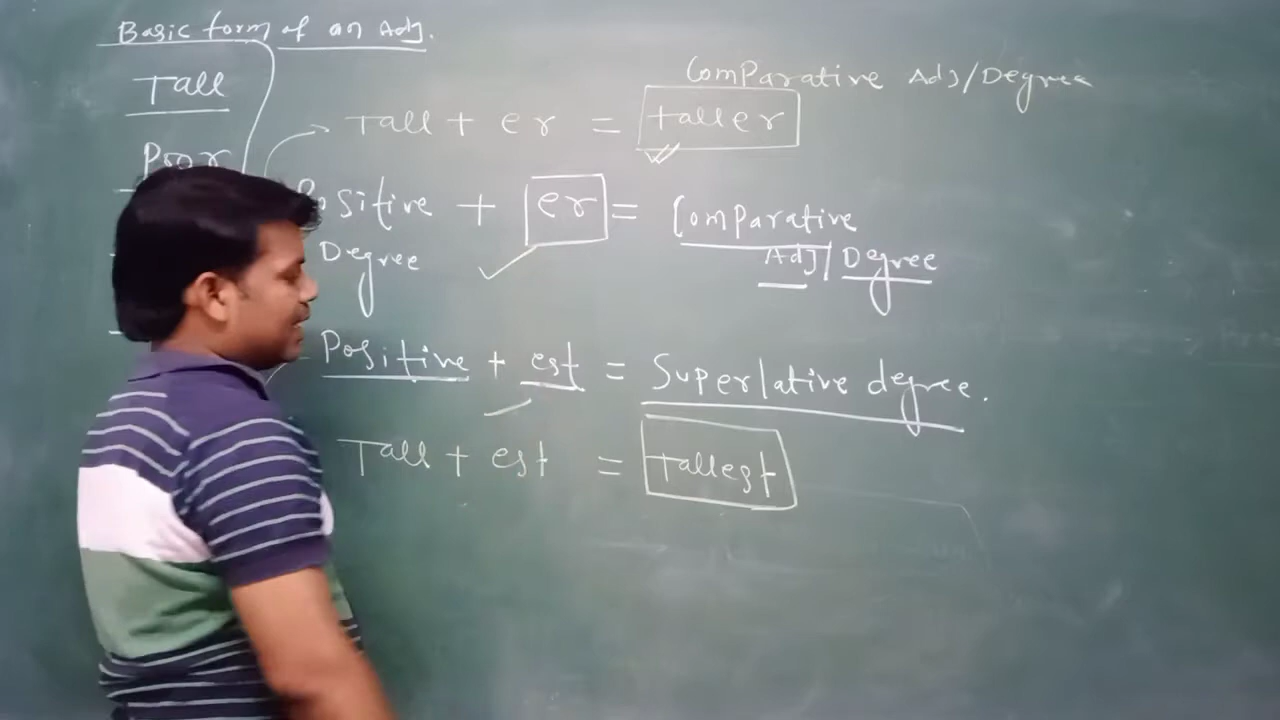 Basic form of an Adj.
Tall
Poor
Comparative Adj/Degree
Tall + er = taller
Positive + er = Comparative
Degree
Adj/Degree
Positive + est = Superlative degree.
Tall + est = Tallest